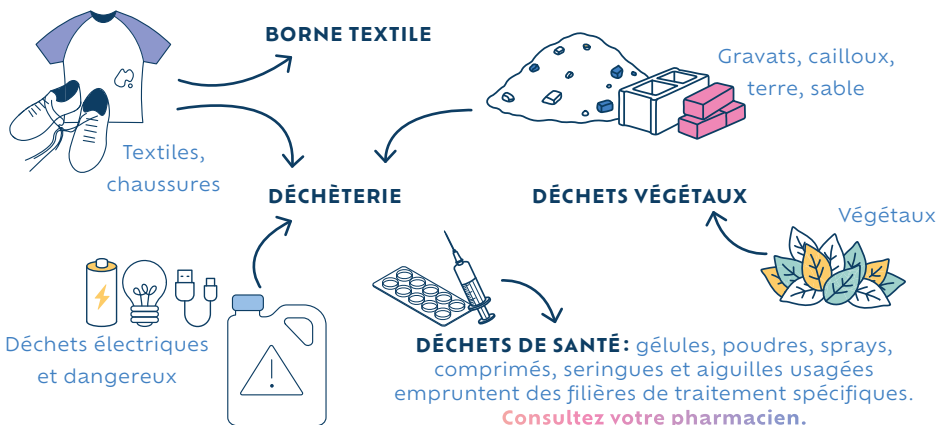 BORNE TEXTILE
Gravats, cailloux,
terre, sable
Textiles,
chaussures
DÉCHÈTERIE
DÉCHETS VÉGÉTAUX
Végétaux
Déchets électriques
et dangereux
DÉCHETS DE SANTÉ: gélules, poudres, sprays,
comprimés, seringues et aiguilles usagées
empruntent des filières de traitement spécifiques.
Consultez votre pharmacien.